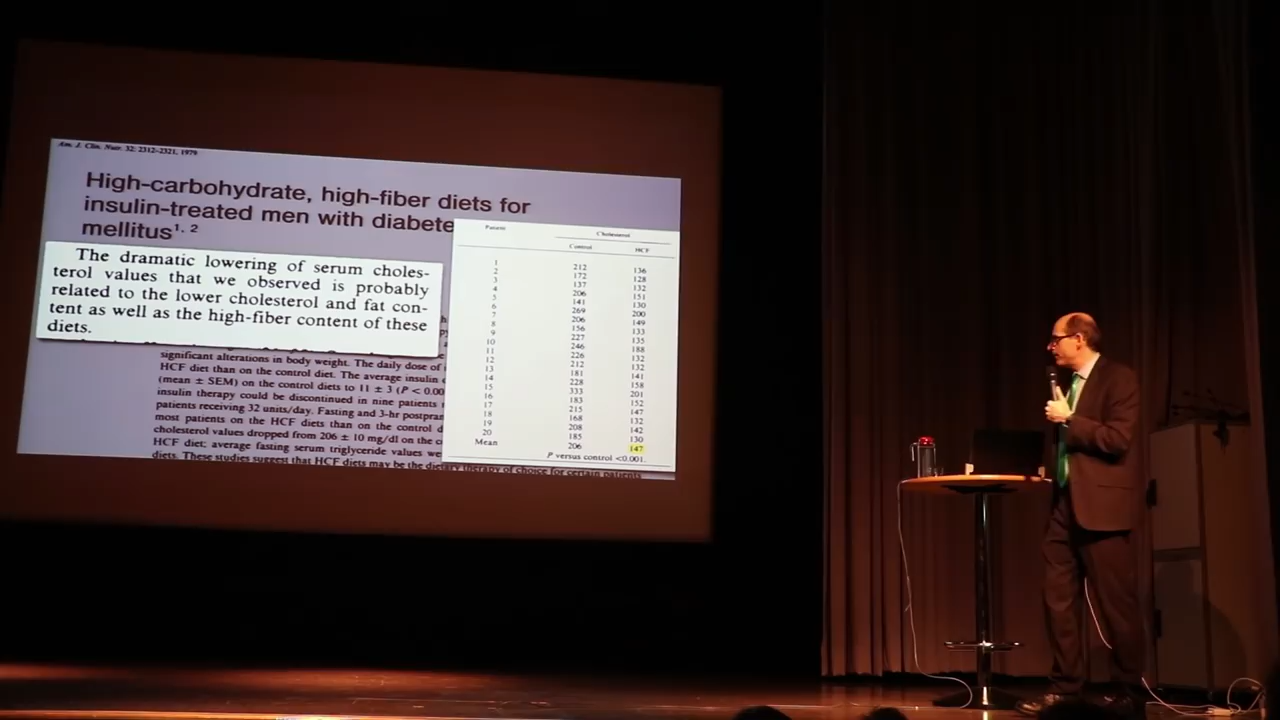 Am. J. Clin. Nutr. 32: 2312-2321, 1979
High-carbohydrate, high-fiber diets for
insulin-treated men with diabete
mellitus1, 2
The dramatic lowering of serum choles-
terol values that we observed is probably
related to the lower cholesterol and fat con-
tent as well as the high-fiber content of these
diets.
significant alterations in body weight. The daily dose of
HCF diet than on the control diet. The average insulin
(mean ± SEM) on the control diets to 11 ± 3 (P < 0.00
insulin therapy could be discontinued in nine patients
patients receiving 32 units/day. Fasting and 3-hr postpran
most patients on the HCF diets than on the control d
cholesterol values dropped from 206 ± 10 mg/dl on the c
HCF diet; average fasting serum triglyceride values we
diets. These studies suggest that HCF diets may be the dietary therapy of choice for certain patients
Patient Cholesterol
Control HCF
1 212 136
2 172 128
3 137 132
4 206 151
5 141 130
6 269 200
7 206 149
8 156 133
9 227 135
10 246 188
11 226 132
12 212 132
13 181 141
14 228 158
15 333 201
16 183 152
17 215 147
18 168 132
19 208 142
20 185 130
Mean 206 147
P versus control <0.001.